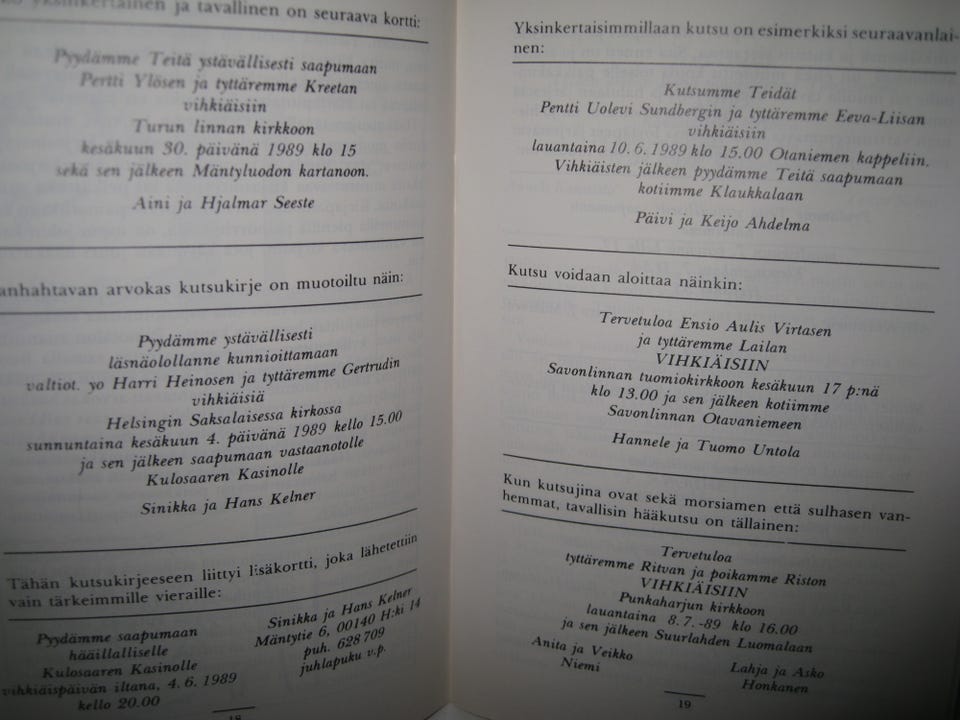 yksinkertainen ja tavallinen on seuraava kortti:
Pyydämme Teitä ystävällisesti saapumaan
Pertti Ylösen ja tyttäremme Kreetan
vihkiäisiin
Turun linnan kirkkoon
kesäkuun 30. päivänä 1989 klo 15
sekä sen jälkeen Mäntyluodon kartanoon.
Aini ja Hjalmar Seeste
anhahtavan arvokas kutsukirje on muotoiltu näin:
Pyydämme ystävällisesti
läsnäolollanne kunnioittamaan
valtiot. yo Harri Heinosen ja tyttäremme Gertrudin
vihkiäisiä
Helsingin Saksalaisessa kirkossa
sunnuntaina kesäkuun 4. päivänä 1989 kello 15.00
ja sen jälkeen saapumaan vastaanotolle
Kulosaaren Kasinolle
Sinikka ja Hans Kelner
Tähän kutsukirjeeseen liittyi lisäkortti, joka lähetettiin
vain tärkeimmille vieraille:
Pyydämme saapumaan
hääillalliselle
Kulosaaren Kasinolle
vihkiäispäivän iltana, 4.6.1989
kello 20.00
Sinikka ja Hans Kelner
Mäntytie 6, 00140 H:ki 14
puh. 628 709
juhlapuku v.p.
18
Yksinkertaisimmillaan kutsu on esimerkiksi seuraavanlai-
nen:
Kutsumme Teidät
Pentti Uolevi Sundbergin ja tyttäremme Eeva-Liisan
vihkiäisiin
lauantaina 10.6.1989 klo 15.00 Otaniemen kappeliin.
Vihkiäisten jälkeen pyydämme Teitä saapumaan
kotiimme Klaukkalaan
Päivi ja Keijo Ahdelma
Kutsu voidaan aloittaa näinkin:
Tervetuloa Ensio Aulis Virtasen
ja tyttäremme Lailan
VIHKIÄISIIN
Savonlinnan tuomiokirkkoon kesäkuun 17 p:nä
klo 13.00 ja sen jälkeen kotiimme
Savonlinnan Otavaniemeen
Hannele ja Tuomo Untola
Kun kutsujina ovat sekä morsiamen että sulhasen van-
hemmat, tavallisin hääkutsu on tällainen:
Tervetuloa
tyttäremme Ritvan ja poikamme Riston
VIHKIÄISIIN
Punkaharjun kirkkoon
lauantaina 8.7.-89 klo 16.00
ja sen jälkeen Suurlahden Luomalaan
Anita ja Veikko
Niemi
Lahja ja Asko
Honkanen
19